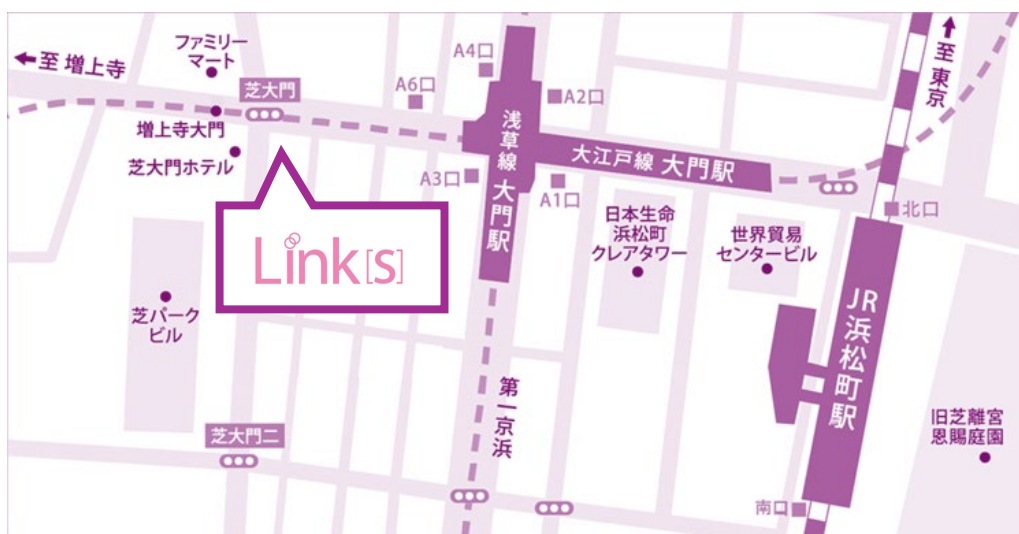 ファミリー
マート
A4口
至 東京
至 増上寺
芝大門
A6口
A2口
増上寺大門
浅草線 大門駅
芝大門ホテル
大江戸線 大門駅
A3口
A1口
北口
日本生命
浜松町
クレアタワー
世界貿易
センタービル
Link[s]
芝パーク
ビル
JR浜松町駅
第一京浜
旧芝離宮
恩賜庭園
芝大門二
南口